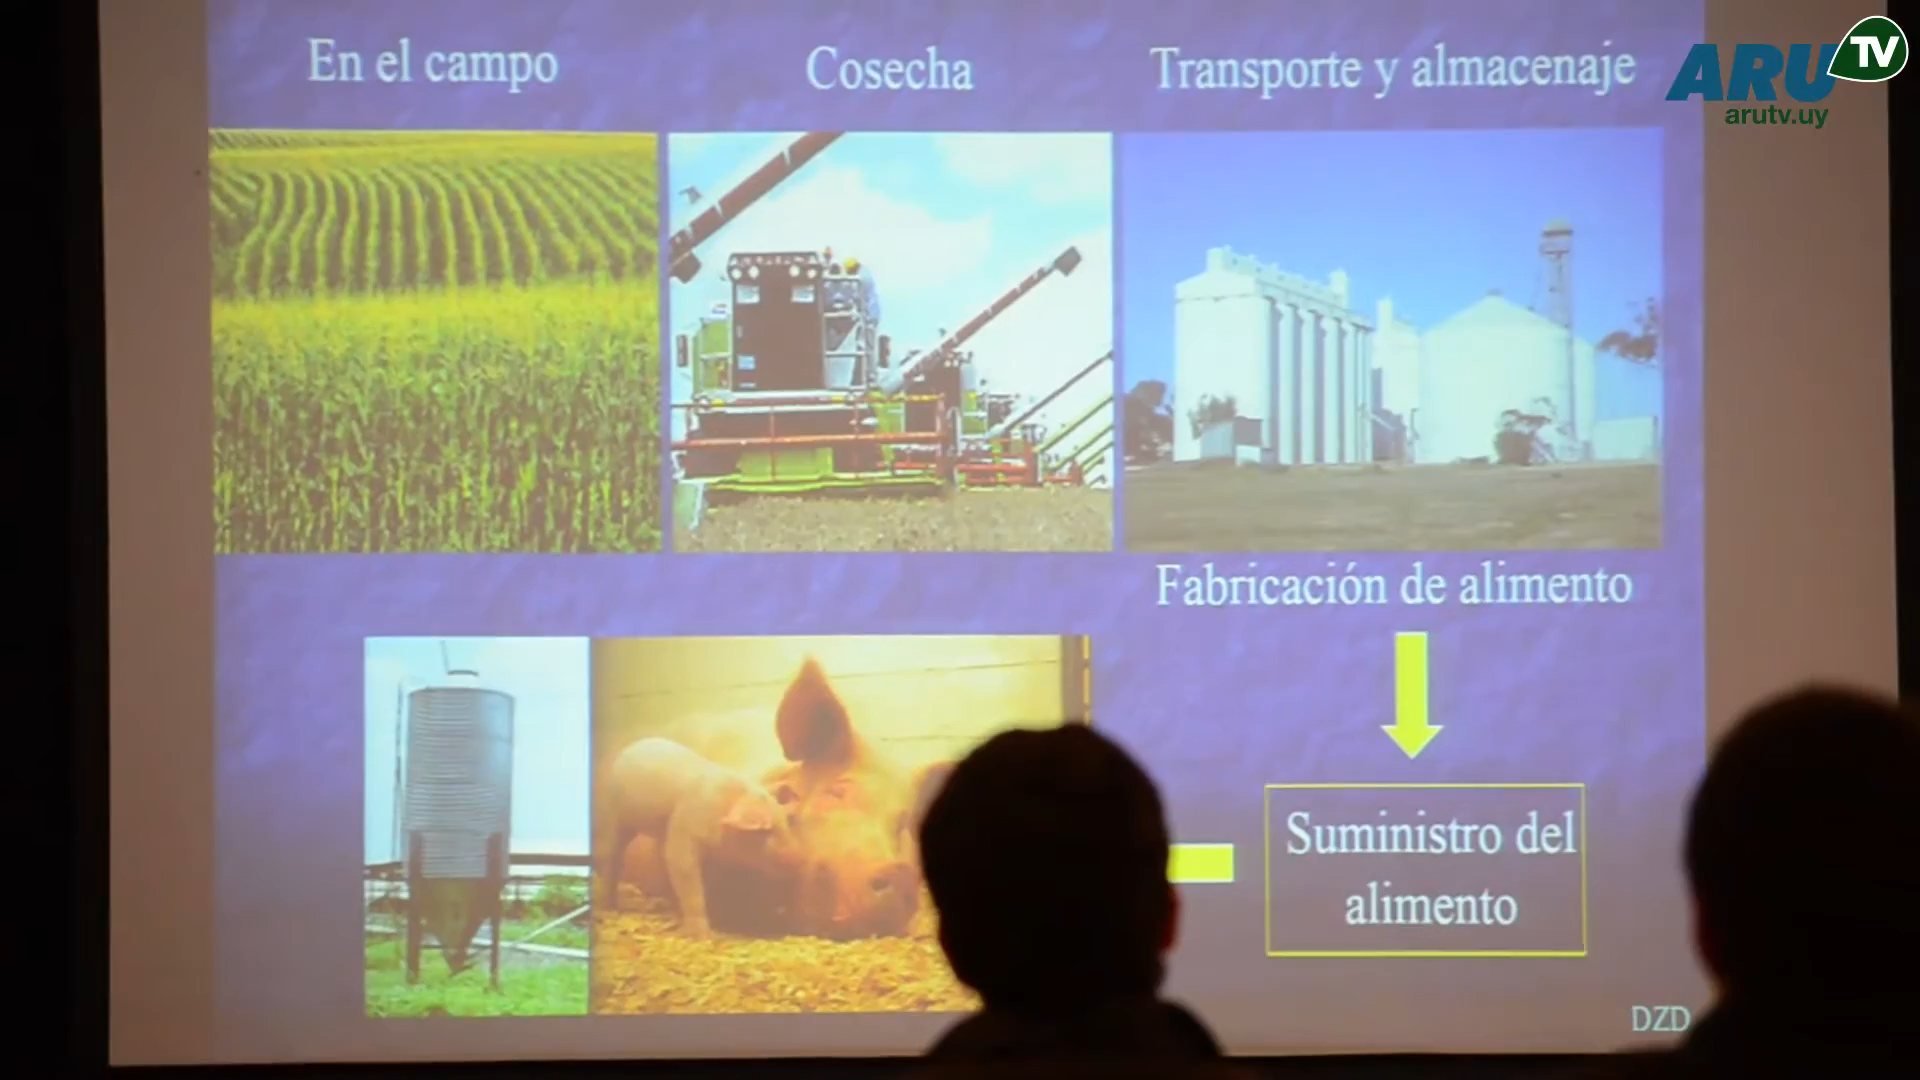 En el campo
Cosecha
Transporte y almacenaje
ARU TV
arutv.uy
Fabricación de alimento
Suministro del
alimento
DZD